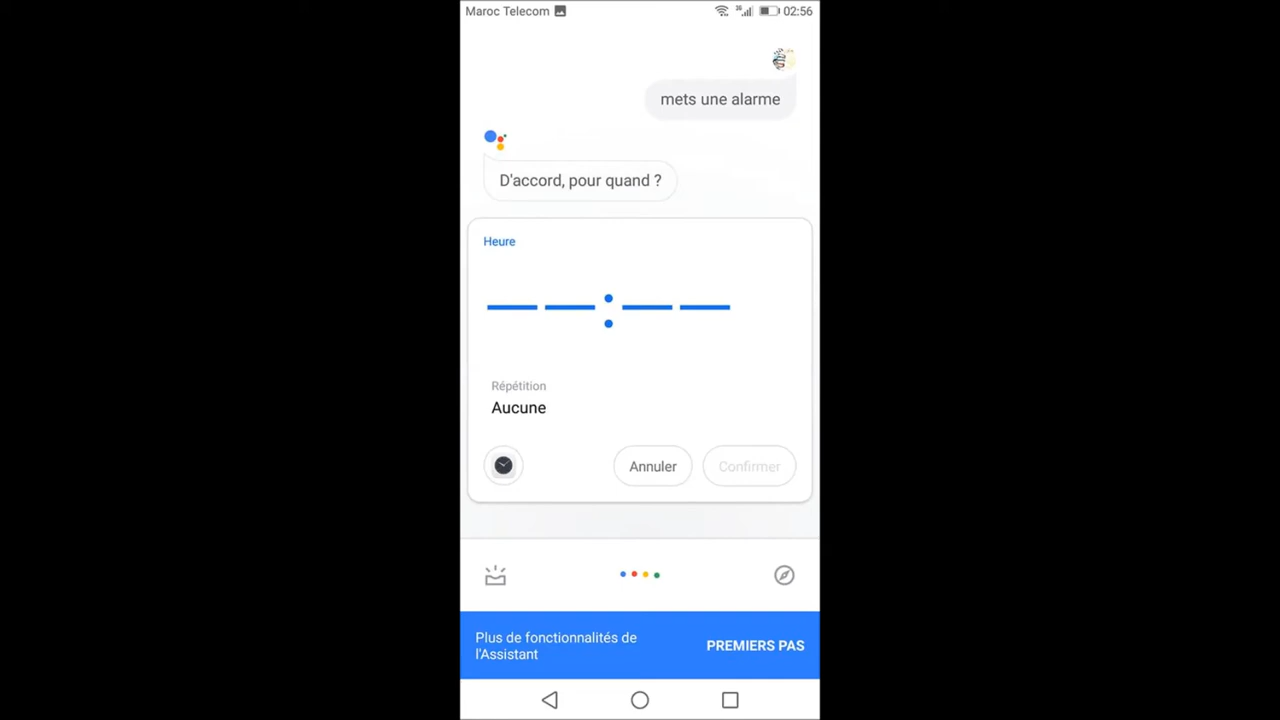 Maroc Telecom
3G
02:56
mets une alarme
D'accord, pour quand ?
Heure
Répétition
Aucune
Annuler
Confirmer
Plus de fonctionnalités de
l'Assistant
PREMIERS PAS